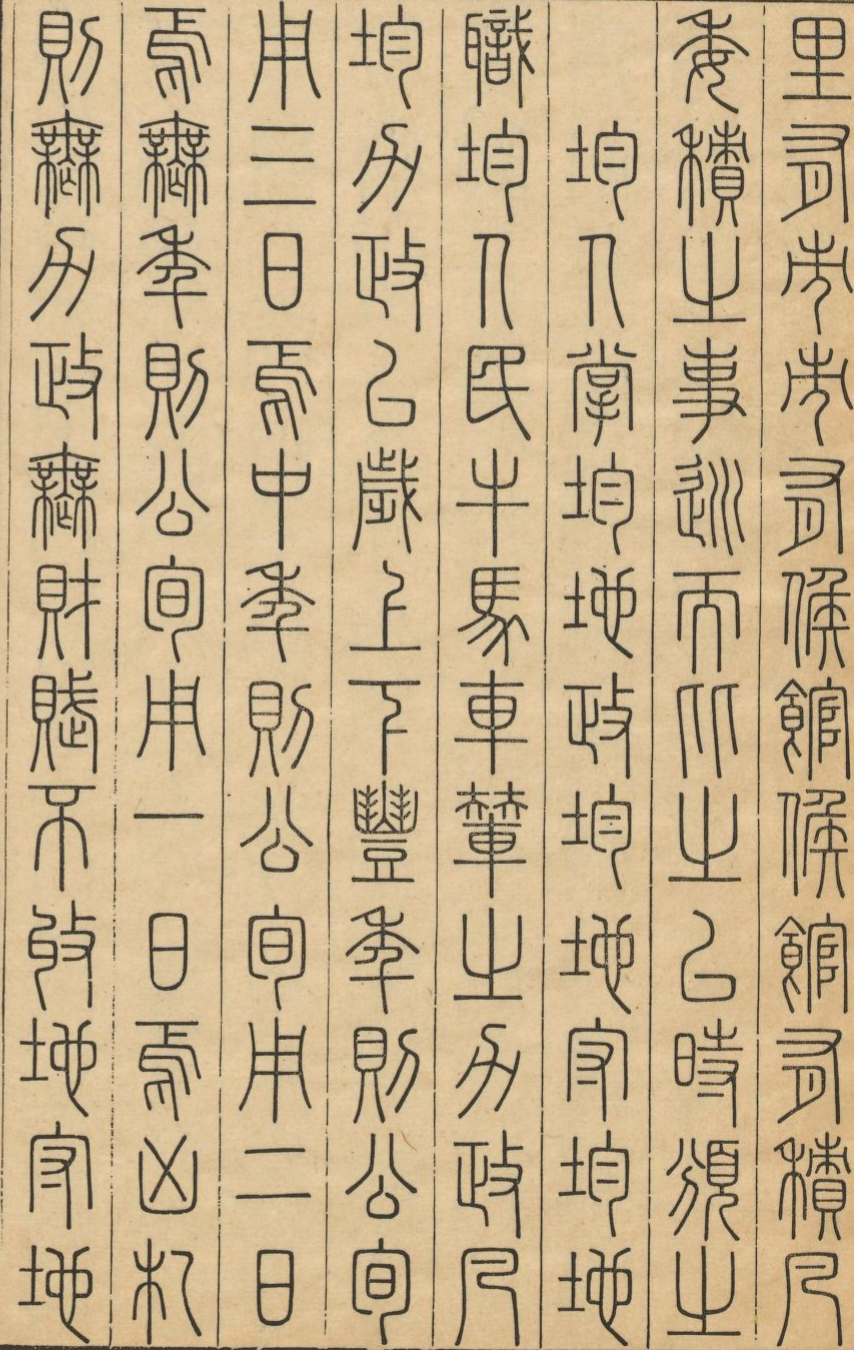 里有市市有候館候館有積凡
委積之事巡而比之以時頒之
均人掌均地政均地守均地
職均人民牛馬車輦之力政凡
均力政以歲上下豐年則公旬
用三日焉中年則公旬用二日
焉無年則公旬用一日焉凶札
則無力政無財賦不收地守地